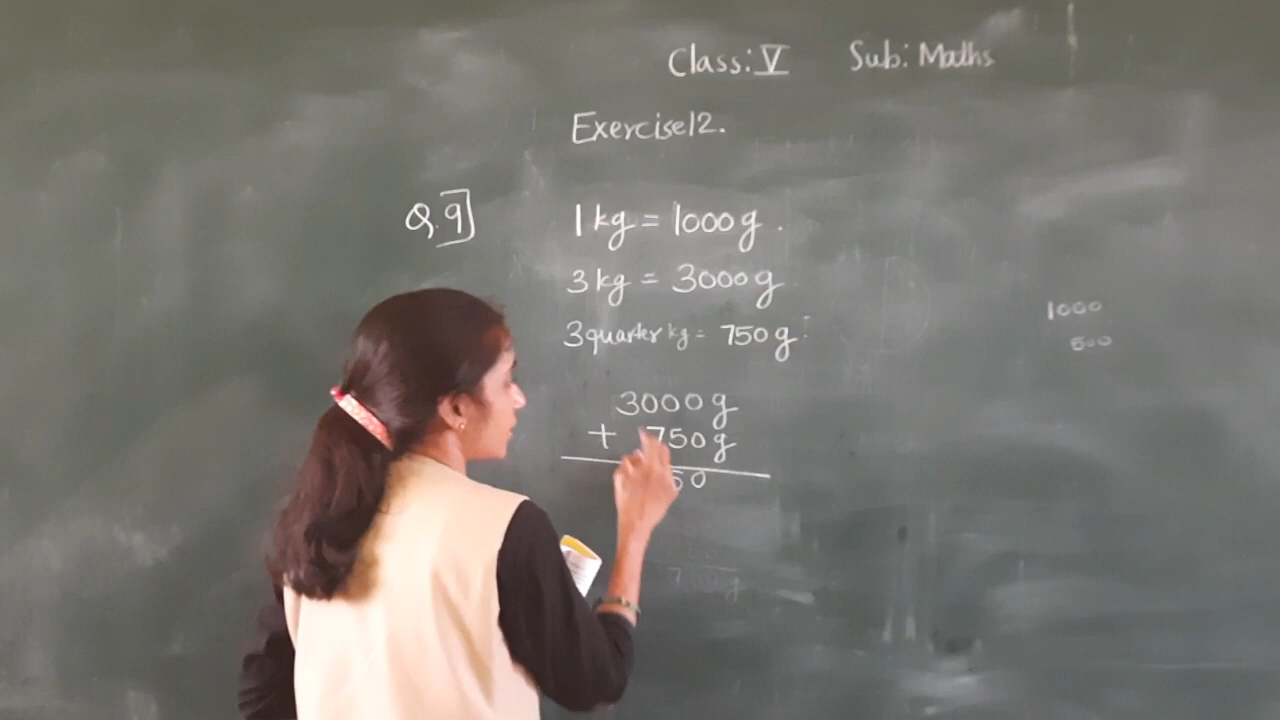 Class: V Sub: Maths
Exercise 12.
Q.9]
1 kg = 1000 g.
3 kg = 3000 g
3 quarter kg = 750 g
3000 g
+ 750 g
50
1000
500